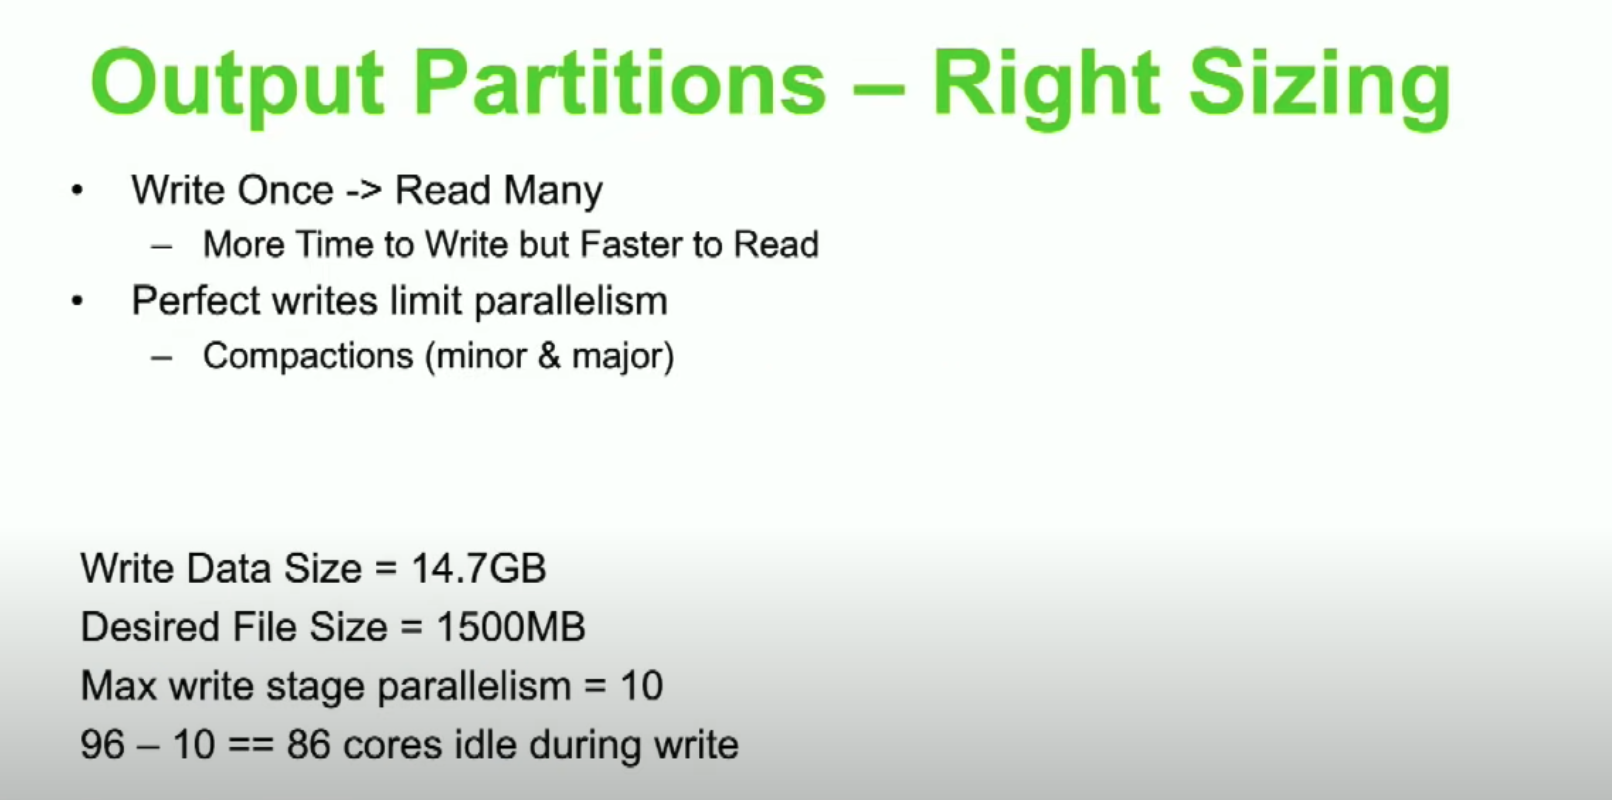 Output Partitions – Right Sizing
• Write Once -> Read Many
– More Time to Write but Faster to Read
• Perfect writes limit parallelism
– Compactions (minor & major)
Write Data Size = 14.7GB
Desired File Size = 1500MB
Max write stage parallelism = 10
96 – 10 == 86 cores idle during write